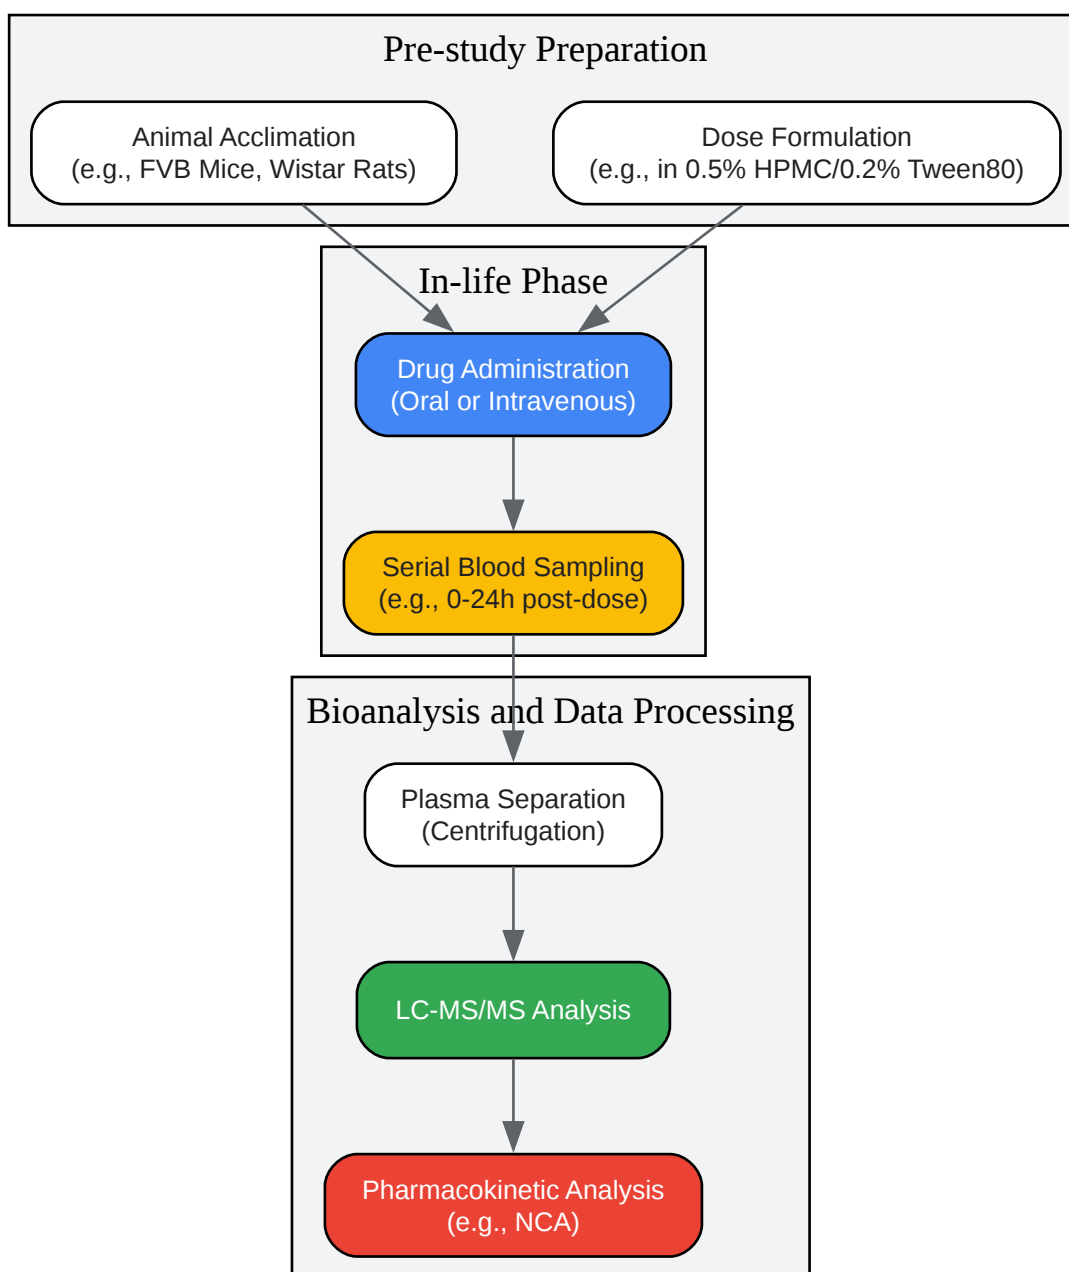 Pre-study Preparation
Animal Acclimation
(e.g., FVB Mice, Wistar Rats)
Dose Formulation
(e.g., in 0.5% HPMC/0.2% Tween80)
In-life Phase
Drug Administration
(Oral or Intravenous)
Serial Blood Sampling
(e.g., 0-24h post-dose)
Bioanalysis and Data Processing
Plasma Separation
(Centrifugation)
LC-MS/MS Analysis
Pharmacokinetic Analysis
(e.g., NCA)